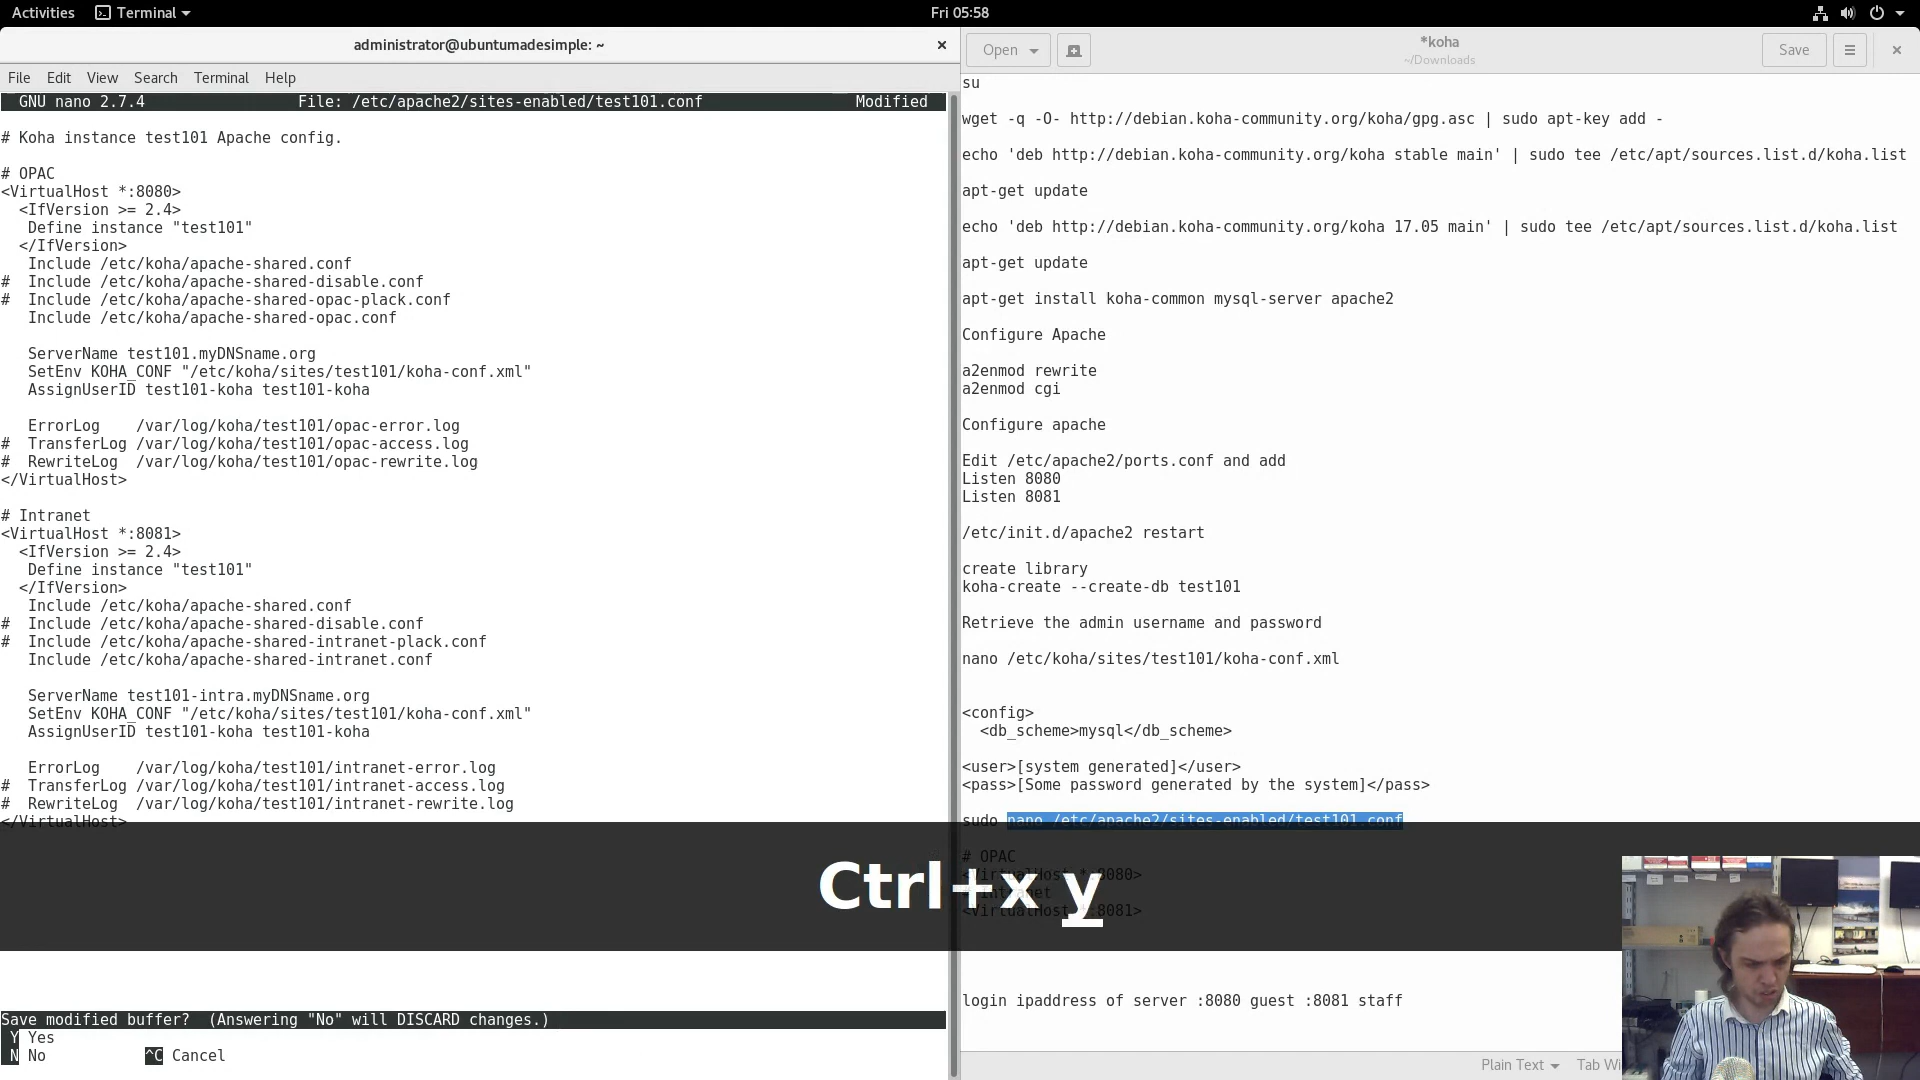 Activities Terminal Fri 05:58
administrator@ubuntumadesimple: ~
File Edit View Search Terminal Help
GNU nano 2.7.4 File: /etc/apache2/sites-enabled/test101.conf Modified
# Koha instance test101 Apache config.
# OPAC
<VirtualHost *:8080>
<IfVersion >= 2.4>
Define instance "test101"
</IfVersion>
Include /etc/koha/apache-shared.conf
# Include /etc/koha/apache-shared-disable.conf
# Include /etc/koha/apache-shared-opac-plack.conf
Include /etc/koha/apache-shared-opac.conf
ServerName test101.myDNSname.org
SetEnv KOHA_CONF "/etc/koha/sites/test101/koha-conf.xml"
AssignUserID test101-koha test101-koha
ErrorLog /var/log/koha/test101/opac-error.log
# TransferLog /var/log/koha/test101/opac-access.log
# RewriteLog /var/log/koha/test101/opac-rewrite.log
</VirtualHost>
# Intranet
<VirtualHost *:8081>
<IfVersion >= 2.4>
Define instance "test101"
</IfVersion>
Include /etc/koha/apache-shared.conf
# Include /etc/koha/apache-shared-disable.conf
# Include /etc/koha/apache-shared-intranet-plack.conf
Include /etc/koha/apache-shared-intranet.conf
ServerName test101-intra.myDNSname.org
SetEnv KOHA_CONF "/etc/koha/sites/test101/koha-conf.xml"
AssignUserID test101-koha test101-koha
ErrorLog /var/log/koha/test101/intranet-error.log
# TransferLog /var/log/koha/test101/intranet-access.log
# RewriteLog /var/log/koha/test101/intranet-rewrite.log
</VirtualHost>
Save modified buffer? (Answering "No" will DISCARD changes.)
Y Yes
N No ^C Cancel
Open *koha Save
~/Downloads
su
wget -q -O- http://debian.koha-community.org/koha/gpg.asc | sudo apt-key add -
echo 'deb http://debian.koha-community.org/koha stable main' | sudo tee /etc/apt/sources.list.d/koha.list
apt-get update
echo 'deb http://debian.koha-community.org/koha 17.05 main' | sudo tee /etc/apt/sources.list.d/koha.list
apt-get update
apt-get install koha-common mysql-server apache2
Configure Apache
a2enmod rewrite
a2enmod cgi
Configure apache
Edit /etc/apache2/ports.conf and add
Listen 8080
Listen 8081
/etc/init.d/apache2 restart
create library
koha-create --create-db test101
Retrieve the admin username and password
nano /etc/koha/sites/test101/koha-conf.xml
<config>
<db_scheme>mysql</db_scheme>
<user>[system generated]</user>
<pass>[Some password generated by the system]</pass>
sudo nano /etc/apache2/sites-enabled/test101.conf
# OPAC
<VirtualHost *:8080>
# Intranet
<VirtualHost *:8081>
Ctrl+x y
login ipaddress of server :8080 guest :8081 staff
Plain Text Tab Wi